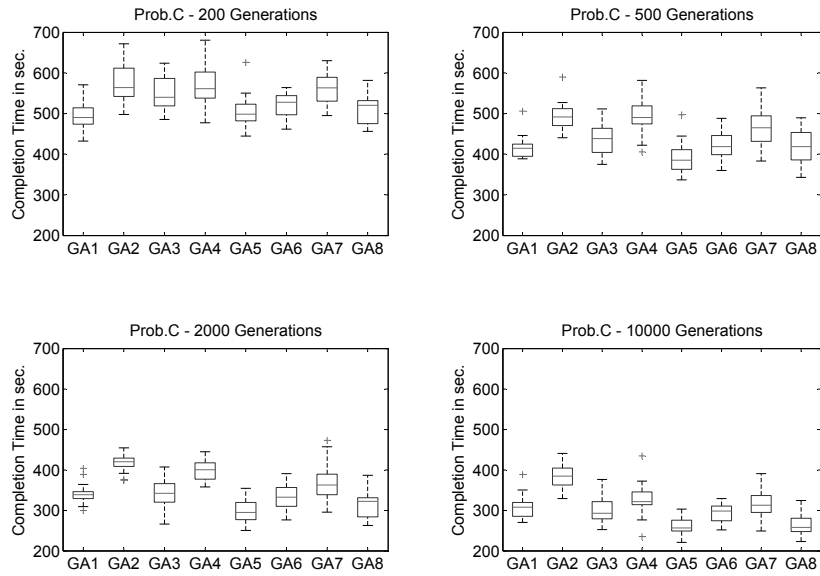 Prob.C - 200 Generations
Completion Time in sec.
700
600
500
400
300
200
GA1 GA2 GA3 GA4 GA5 GA6 GA7 GA8
Prob.C - 500 Generations
Completion Time in sec.
700
600
500
400
300
200
GA1 GA2 GA3 GA4 GA5 GA6 GA7 GA8
Prob.C - 2000 Generations
Completion Time in sec.
700
600
500
400
300
200
GA1 GA2 GA3 GA4 GA5 GA6 GA7 GA8
Prob.C - 10000 Generations
Completion Time in sec.
700
600
500
400
300
200
GA1 GA2 GA3 GA4 GA5 GA6 GA7 GA8